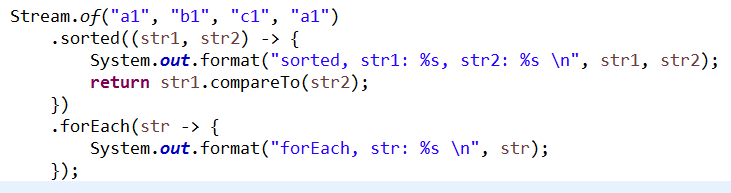 Stream.of("a1", "b1", "c1", "a1")
    .sorted((str1, str2) -> {
        System.out.format("sorted, str1: %s, str2: %s \n", str1, str2);
        return str1.compareTo(str2);
    })
    .forEach(str -> {
        System.out.format("forEach, str: %s \n", str);
    });